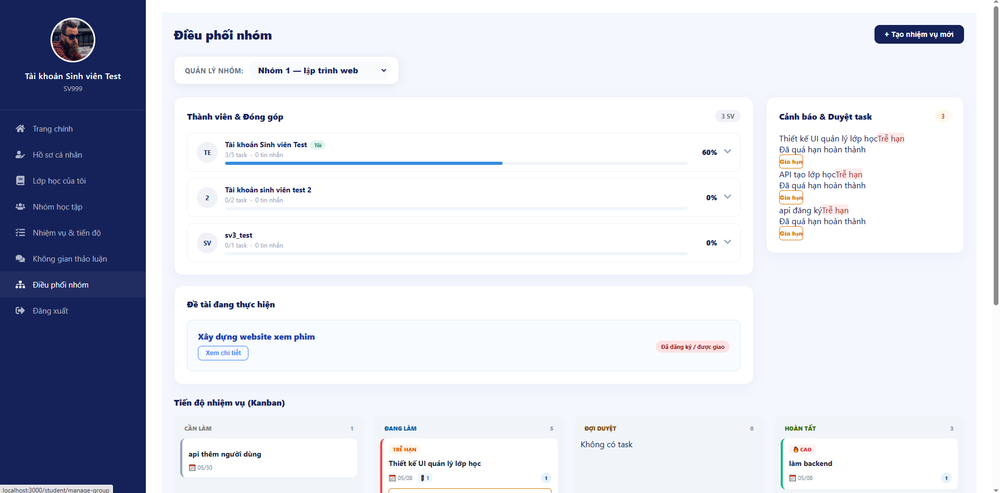 Tài khoản Sinh viên Test
SV999
Trang chính
Hồ sơ cá nhân
Lớp học của tôi
Nhóm học tập
Nhiệm vụ & tiến độ
Không gian thảo luận
Điều phối nhóm
Đăng xuất
localhost:3000/student/manage-group
Điều phối nhóm
+ Tạo nhiệm vụ mới
QUẢN LÝ NHÓM: Nhóm 1 — lập trình web
Thành viên & Đóng góp 3 SV
TE Tài khoản Sinh viên Test Tôi
3/5 task · 0 tin nhắn
60%
2 Tài khoản sinh viên test 2
0/2 task · 0 tin nhắn
0%
SV sv3_test
0/1 task · 0 tin nhắn
0%
Cảnh báo & Duyệt task 3
Thiết kế UI quản lý lớp họcTrễ hạn
Đã quá hạn hoàn thành
Gia hạn
API tạo lớp họcTrễ hạn
Đã quá hạn hoàn thành
Gia hạn
api đăng kýTrễ hạn
Đã quá hạn hoàn thành
Gia hạn
Đề tài đang thực hiện
Xây dựng website xem phim
Xem chi tiết
Đã đăng ký / được giao
Tiến độ nhiệm vụ (Kanban)
CẦN LÀM 1
api thêm người dùng
05/30
ĐANG LÀM 5
TRỄ HẠN
Thiết kế UI quản lý lớp học
05/08 1 1
ĐỢI DUYỆT 0
Không có task
HOÀN TẤT 3
CAO
làm backend
05/08 1